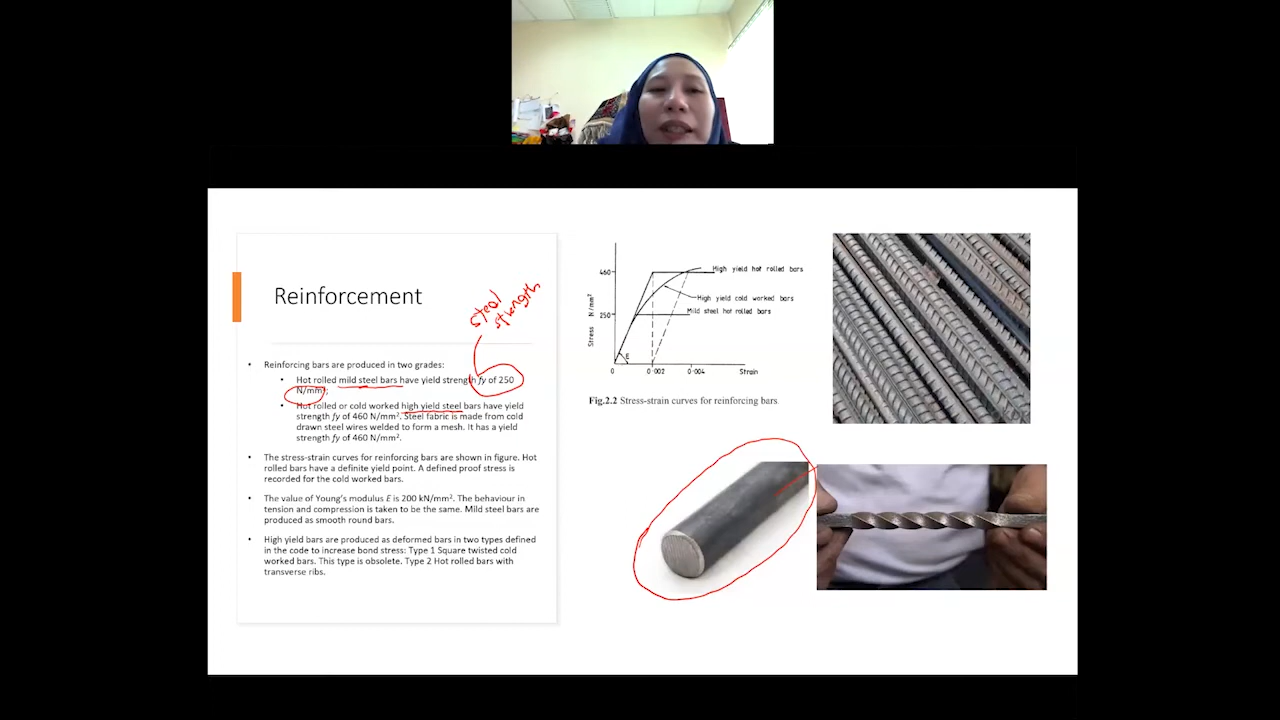 Reinforcement
steel
strength
• Reinforcing bars are produced in two grades:
• Hot rolled mild steel bars have yield strength fy of 250
N/mm²;
• Hot rolled or cold worked high yield steel bars have yield
strength fy of 460 N/mm². Steel fabric is made from cold
drawn steel wires welded to form a mesh. It has a yield
strength fy of 460 N/mm².
• The stress-strain curves for reinforcing bars are shown in figure. Hot
rolled bars have a definite yield point. A defined proof stress is
recorded for the cold worked bars.
• The value of Young's modulus E is 200 kN/mm². The behaviour in
tension and compression is taken to be the same. Mild steel bars are
produced as smooth round bars.
• High yield bars are produced as deformed bars in two types defined
in the code to increase bond stress: Type 1 Square twisted cold
worked bars. This type is obsolete. Type 2 Hot rolled bars with
transverse ribs.
460
250
Stress N/mm²
High yield hot rolled bars
High yield cold worked bars
Mild steel hot rolled bars
E
0
0·002
0·004
Strain
Fig.2.2 Stress-strain curves for reinforcing bars.